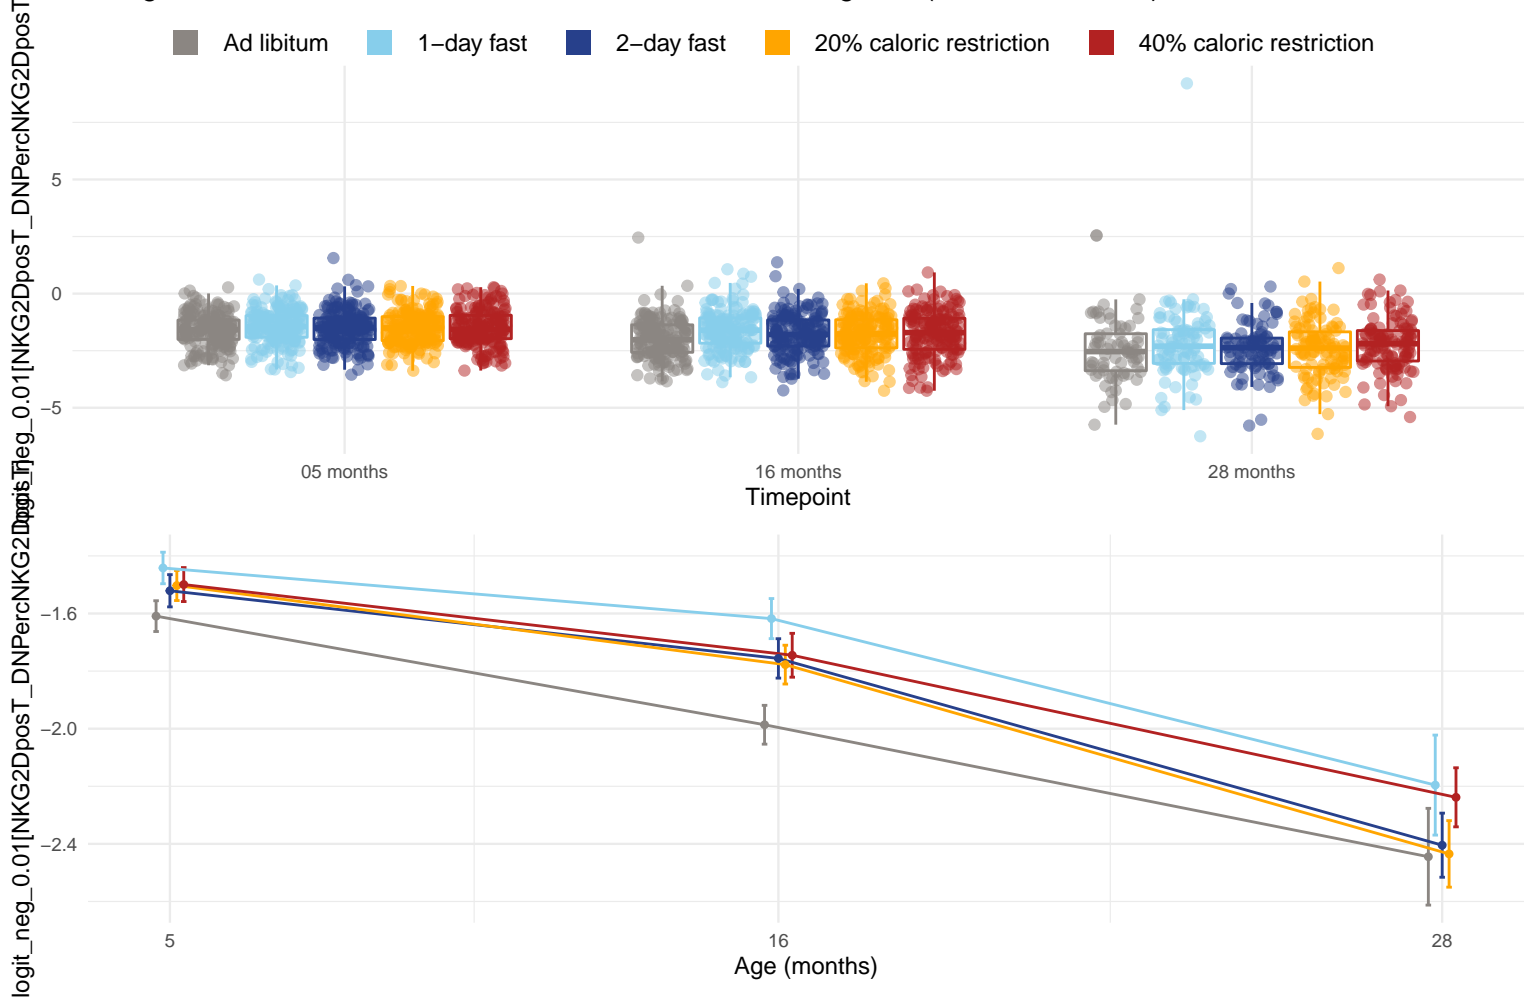 Ad libitum 1−day fast 2−day fast 20% caloric restriction 40% caloric restriction
5
0
−5
05 months 16 months 28 months
Timepoint
−1.6
−2.0
−2.4
logit_neg_0.01[NKG2DposT_DNPercNKG2DposT]
5 16 28
Age (months)